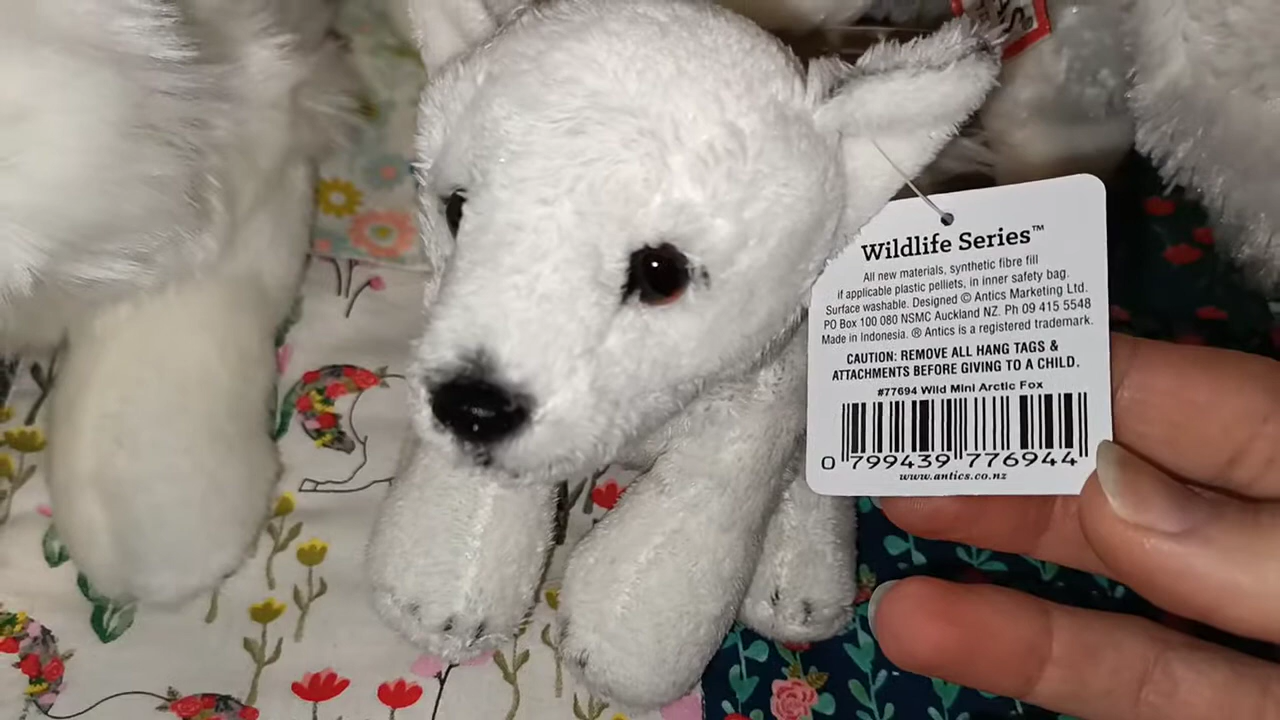 Wildlife Series™
All new materials, synthetic fibre fill
if applicable plastic pelliets, in inner safety bag.
Surface washable. Designed © Antics Marketing Ltd.
PO Box 100 080 NSMC Auckland NZ. Ph 09 415 5548
Made in Indonesia. ® Antics is a registered trademark.
CAUTION: REMOVE ALL HANG TAGS &
ATTACHMENTS BEFORE GIVING TO A CHILD.
#77694 Wild Mini Arctic Fox
0 799439 776944
www.antics.co.nz